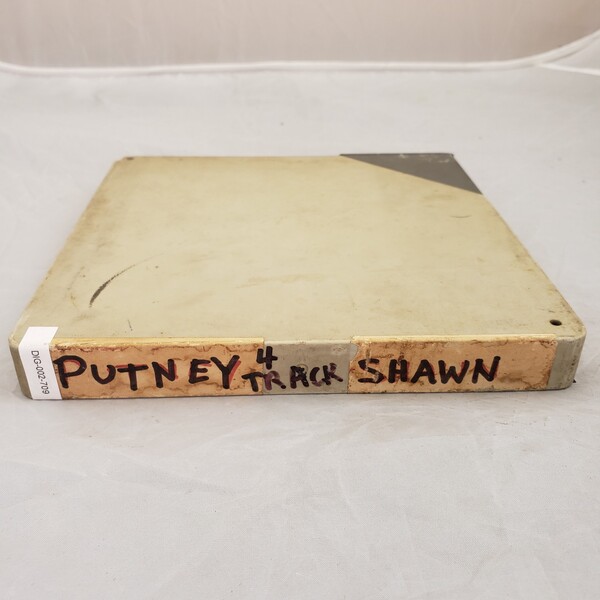 DIG-002-709
PUTNEY 4 TRACK SHAWN